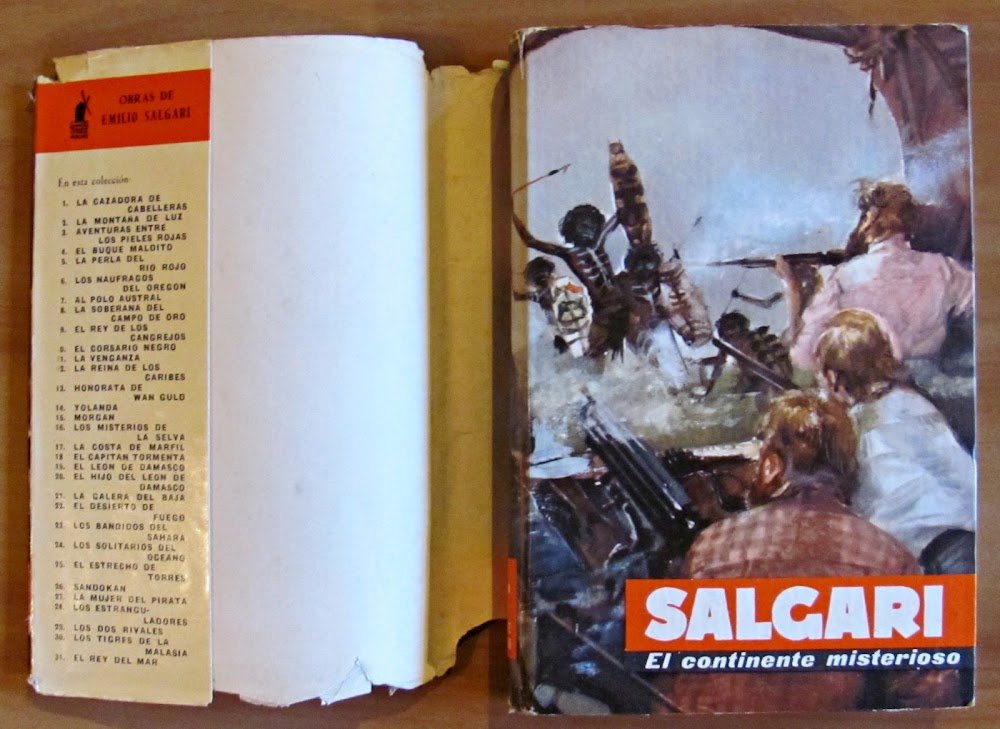 OBRAS DE
EMILIO SALGARI
En esta colección:
1. LA CAZADORA DE
CABELLERAS
2. LA MONTAÑA DE LUZ
3. AVENTURAS ENTRE
LOS PIELES ROJAS
4. EL BUQUE MALDITO
5. LA PERLA DEL
RIO ROJO
6. LOS NAUFRAGOS
DEL OREGON
7. AL POLO AUSTRAL
8. LA SOBERANA DEL
CAMPO DE ORO
9. EL REY DE LOS
CANGREJOS
0. EL CORSARIO NEGRO
1. LA VENGANZA
2. LA REINA DE LOS
CARIBES
13. HONORATA DE
WAN GULD
14. YOLANDA
15. MORGAN
16. LOS MISTERIOS DE
LA SELVA
17. LA COSTA DE MARFIL
18 EL CAPITAN TORMENTA
19. EL LEON DE DAMASCO
20. EL HIJO DEL LEON DE
DAMASCO
21. LA GALERA DEL BAJA
22. EL DESIERTO DE
FUEGO
23. LOS BANDIDOS DEL
SAHARA
24. LOS SOLITARIOS DEL
OCEANO
25. EL ESTRECHO DE
TORRES
26. SANDOKAN
27. LA MUJER DEL PIRATA
28. LOS ESTRANGU-
LADORES
29. LOS DOS RIVALES
30. LOS TIGRES DE LA
MALASIA
31. EL REY DEL MAR
SALGARI
El continente misterioso